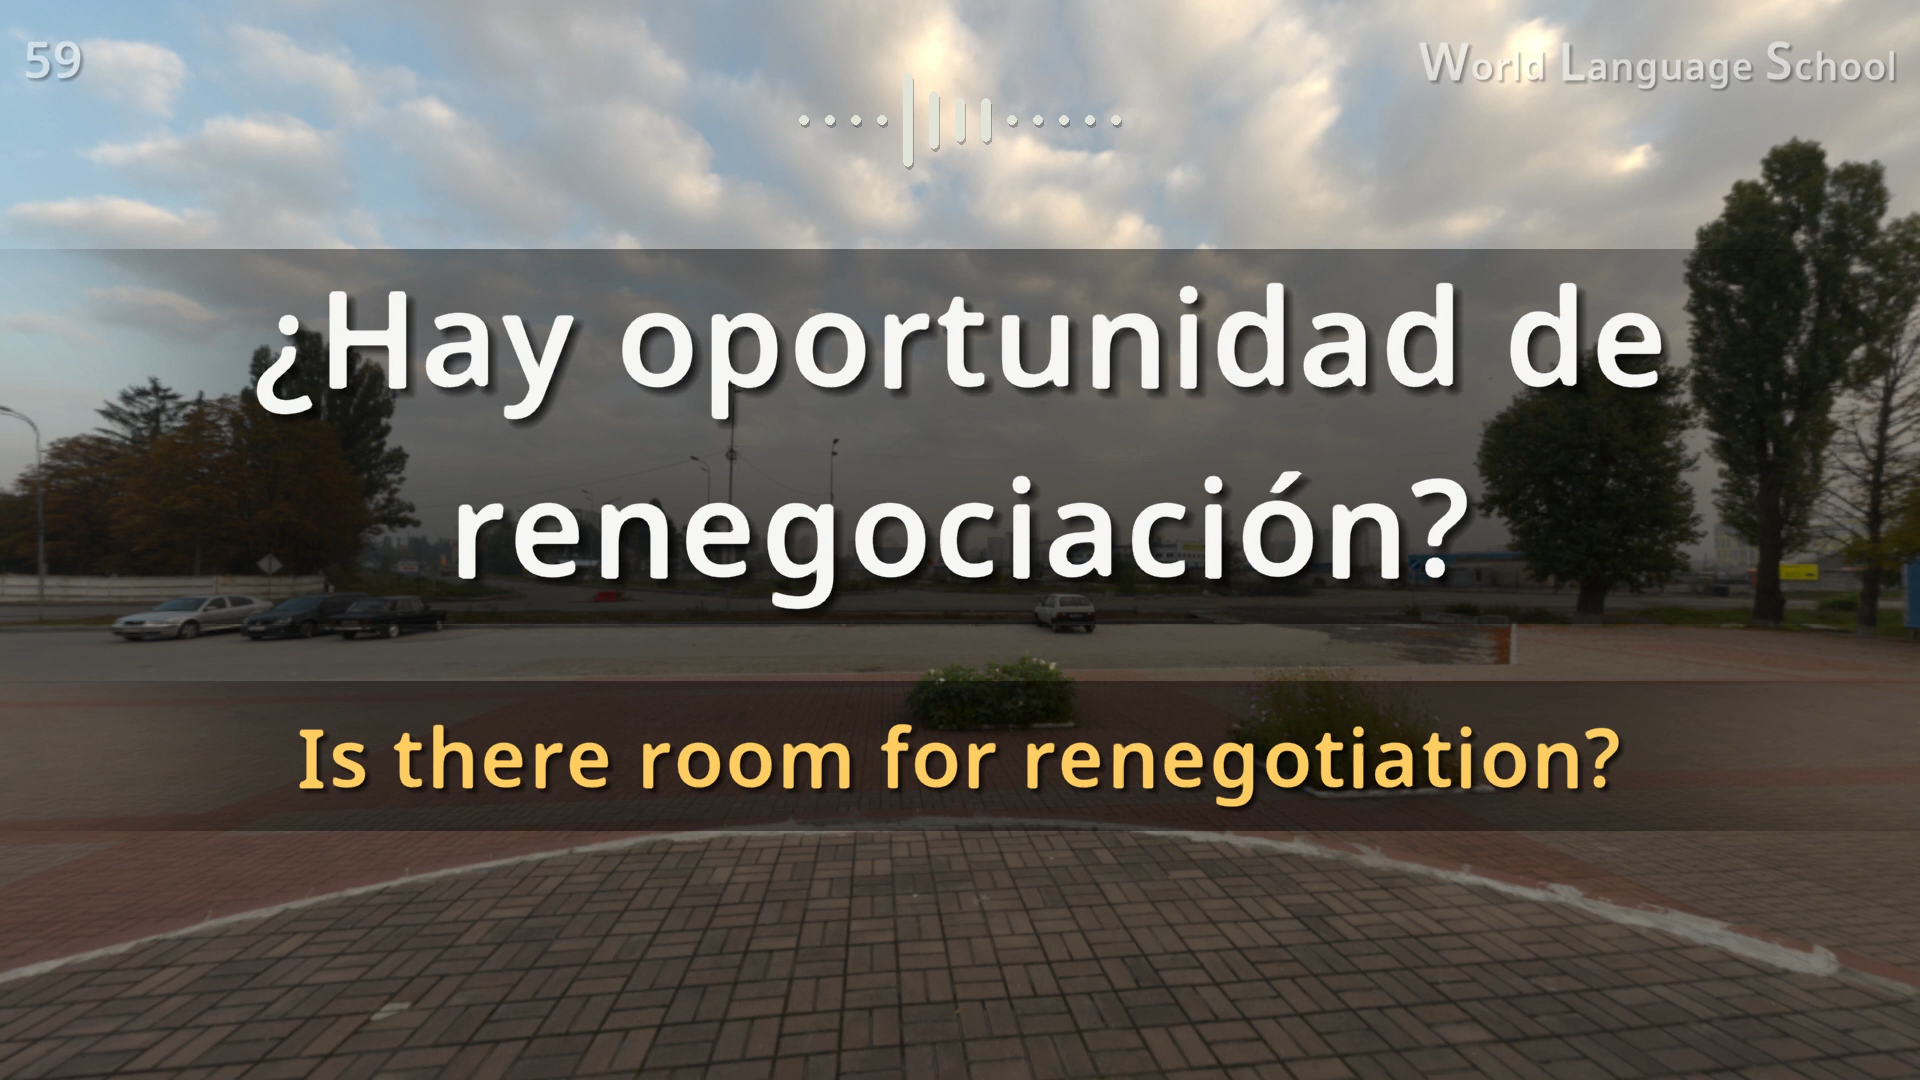 59
World Language School
¿Hay oportunidad de
renegociación?
Is there room for renegotiation?